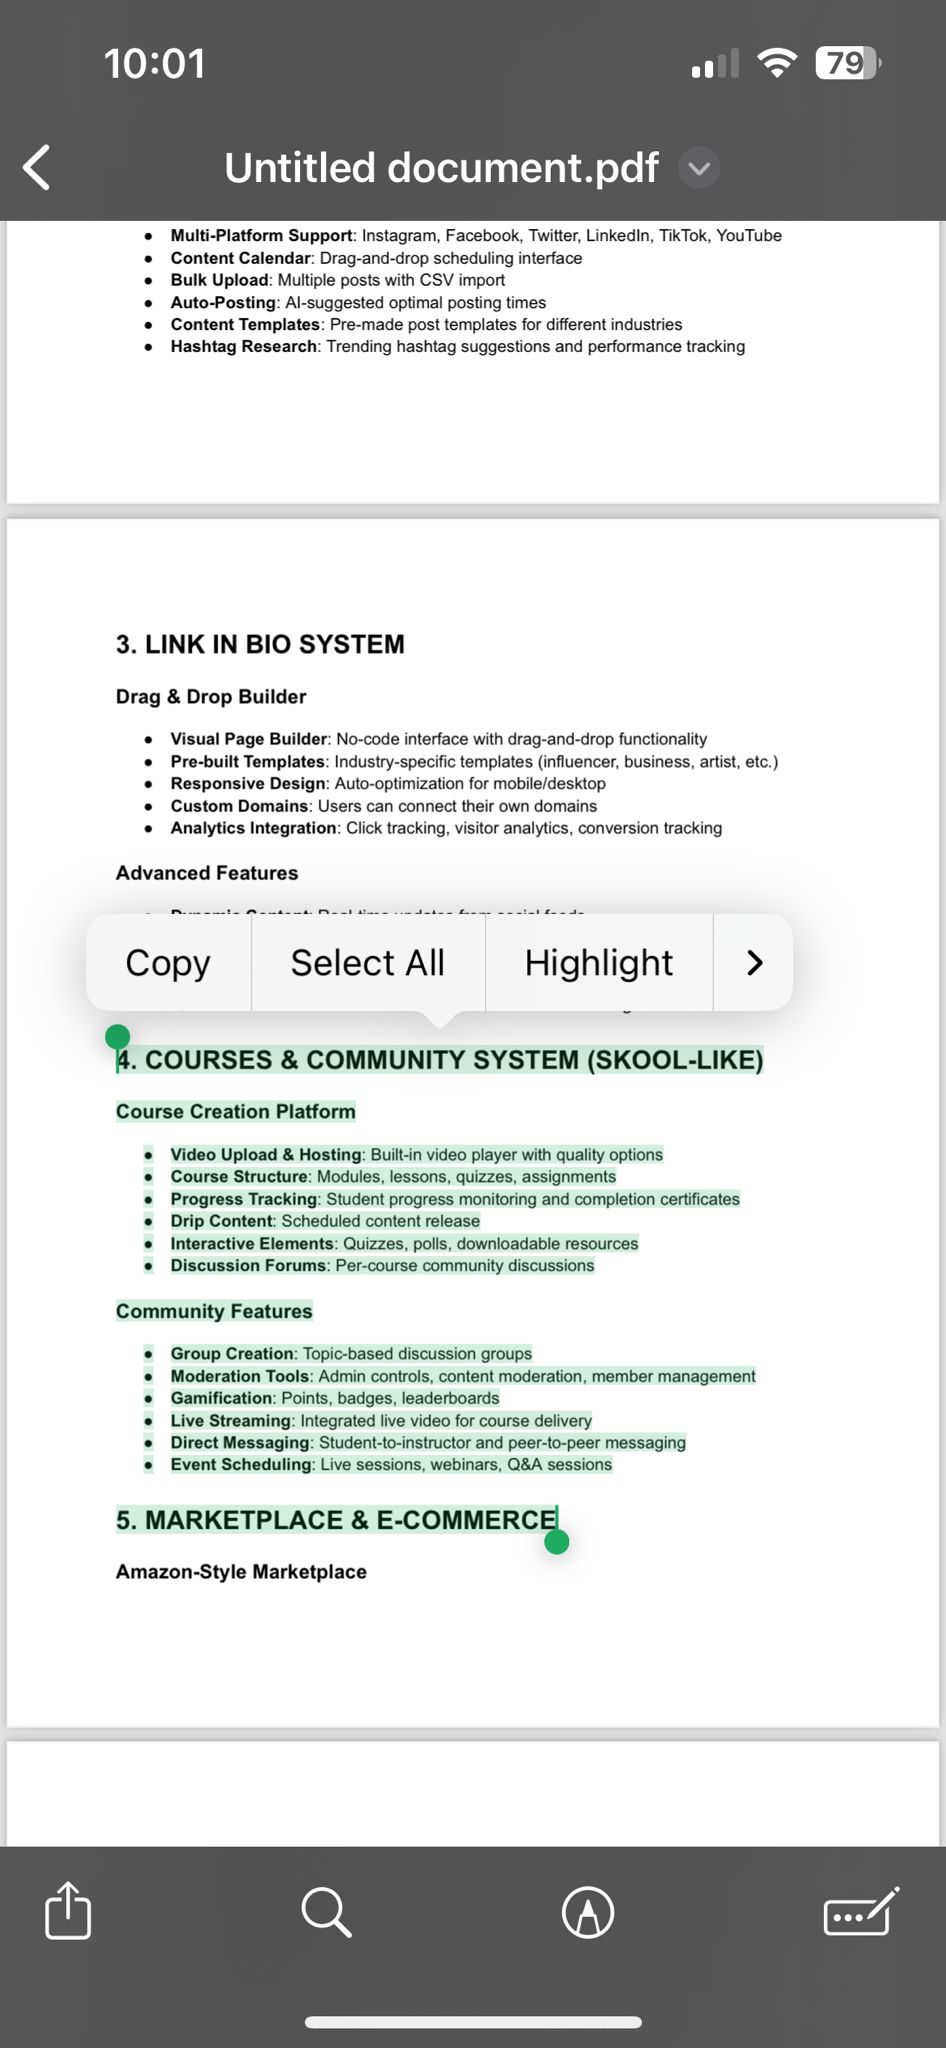 10:01
79
Untitled document.pdf
● Multi-Platform Support: Instagram, Facebook, Twitter, LinkedIn, TikTok, YouTube
● Content Calendar: Drag-and-drop scheduling interface
● Bulk Upload: Multiple posts with CSV import
● Auto-Posting: AI-suggested optimal posting times
● Content Templates: Pre-made post templates for different industries
● Hashtag Research: Trending hashtag suggestions and performance tracking
3. LINK IN BIO SYSTEM
Drag & Drop Builder
● Visual Page Builder: No-code interface with drag-and-drop functionality
● Pre-built Templates: Industry-specific templates (influencer, business, artist, etc.)
● Responsive Design: Auto-optimization for mobile/desktop
● Custom Domains: Users can connect their own domains
● Analytics Integration: Click tracking, visitor analytics, conversion tracking
Advanced Features
Dynamic Content: Real-time updates from social feeds
Copy Select All Highlight
4. COURSES & COMMUNITY SYSTEM (SKOOL-LIKE)
Course Creation Platform
● Video Upload & Hosting: Built-in video player with quality options
● Course Structure: Modules, lessons, quizzes, assignments
● Progress Tracking: Student progress monitoring and completion certificates
● Drip Content: Scheduled content release
● Interactive Elements: Quizzes, polls, downloadable resources
● Discussion Forums: Per-course community discussions
Community Features
● Group Creation: Topic-based discussion groups
● Moderation Tools: Admin controls, content moderation, member management
● Gamification: Points, badges, leaderboards
● Live Streaming: Integrated live video for course delivery
● Direct Messaging: Student-to-instructor and peer-to-peer messaging
● Event Scheduling: Live sessions, webinars, Q&A sessions
5. MARKETPLACE & E-COMMERCE
Amazon-Style Marketplace